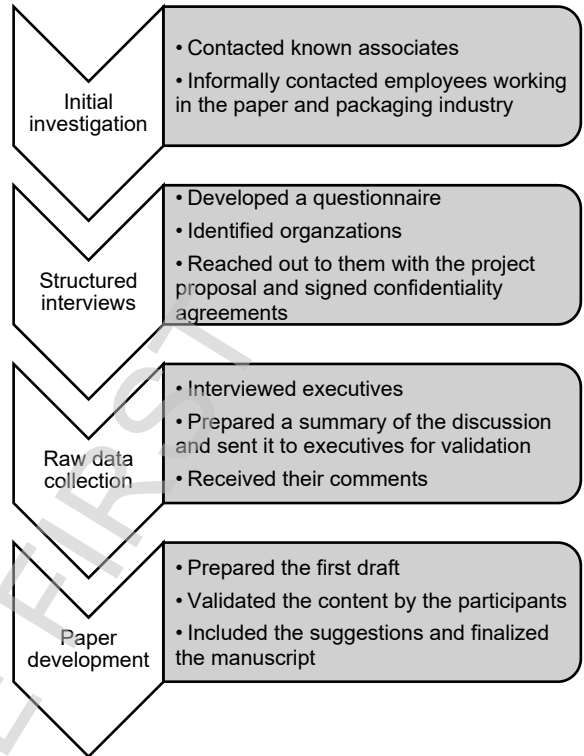 Initial
investigation
• Contacted known associates
• Informally contacted employees working
in the paper and packaging industry
Structured
interviews
• Developed a questionnaire
• Identified organzations
• Reached out to them with the project
proposal and signed confidentiality
agreements
Raw data
collection
• Interviewed executives
• Prepared a summary of the discussion
and sent it to executives for validation
• Received their comments
Paper
development
• Prepared the first draft
• Validated the content by the participants
• Included the suggestions and finalized
the manuscript
E FIRST